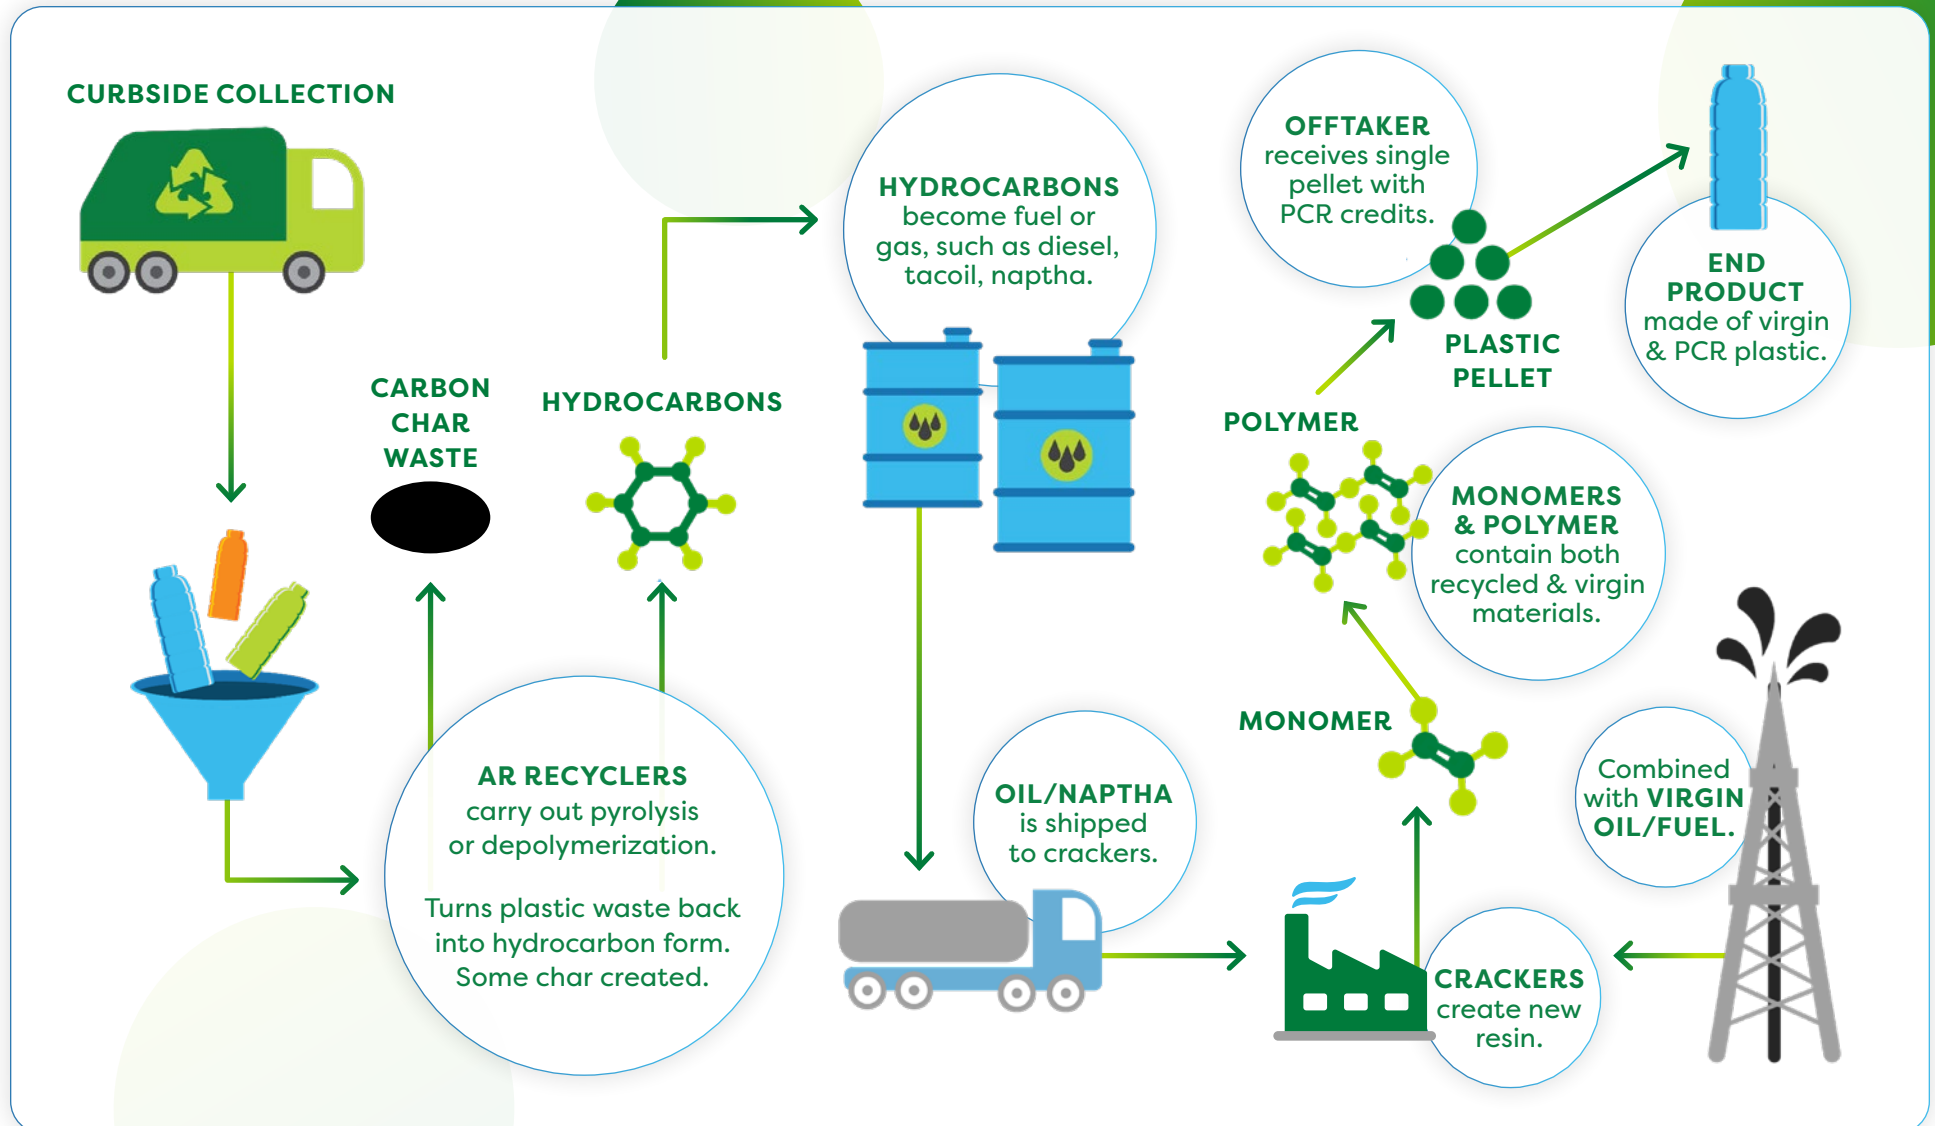 CURBSIDE COLLECTION
CARBON
CHAR
WASTE
HYDROCARBONS
AR RECYCLERS
carry out pyrolysis
or depolymerization.
Turns plastic waste back
into hydrocarbon form.
Some char created.
HYDROCARBONS
become fuel or
gas, such as diesel,
tacoil, naptha.
OIL/NAPTHA
is shipped
to crackers.
CRACKERS
create new
resin.
Combined
with VIRGIN
OIL/FUEL.
MONOMER
MONOMERS
& POLYMER
contain both
recycled & virgin
materials.
POLYMER
PLASTIC
PELLET
OFFTAKER
receives single
pellet with
PCR credits.
END
PRODUCT
made of virgin
& PCR plastic.